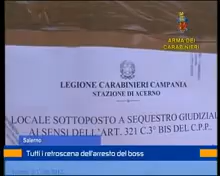 ARMA DEI
CARABINIERI
LEGIONE CARABINIERI CAMPANIA
STAZIONE DI ACERNO
LOCALE SOTTOPOSTO A SEQUESTRO GIUDIZIA
AI SENSI DELL'ART. 321 C.3° BIS DEL C.P.P.
Salerno
Tutti i retroscena dell'arresto del boss